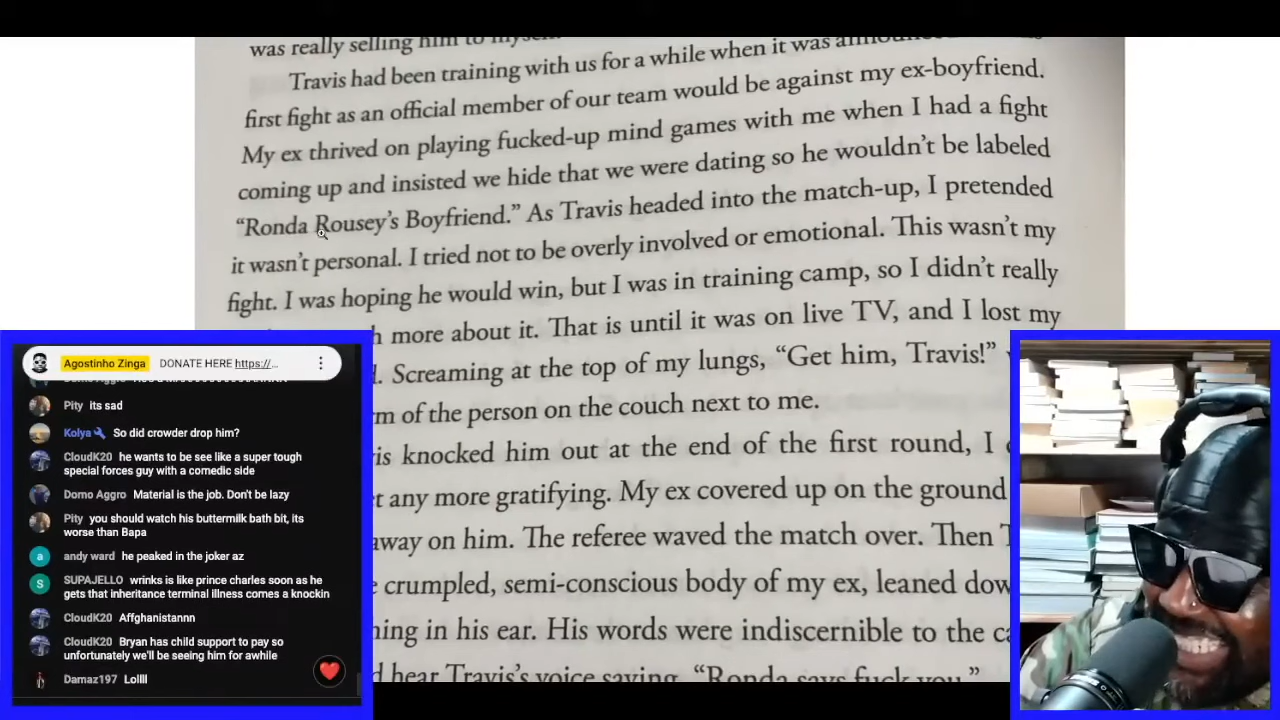 was really selling him to myself
Travis had been training with us for a while when it was announced
first fight as an official member of our team would be against my ex-boyfriend.
My ex thrived on playing fucked-up mind games with me when I had a fight
coming up and insisted we hide that we were dating so he wouldn't be labeled
“Ronda Rousey's Boyfriend.” As Travis headed into the match-up, I pretended
it wasn't personal. I tried not to be overly involved or emotional. This wasn't my
fight. I was hoping he would win, but I was in training camp, so I didn't really
more about it. That is until it was on live TV, and I lost my
Screaming at the top of my lungs, “Get him, Travis!”
of the person on the couch next to me.
knocked him out at the end of the first round, I
any more gratifying. My ex covered up on the ground
away on him. The referee waved the match over. Then
crumpled, semi-conscious body of my ex, leaned down
in his ear. His words were indiscernible to the
hear Travis's voice saying, “Ronda says fuck you.”
Agostinho Zinga DONATE HERE https://...
Pity its sad
Kolya So did crowder drop him?
CloudK20 he wants to be see like a super tough
special forces guy with a comedic side
Domo Aggro Material is the job. Don't be lazy
Pity you should watch his buttermilk bath bit, its
worse than Bapa
a andy ward he peaked in the joker az
S SUPAJELLO wrinks is like prince charles soon as he
gets that inheritance terminal illness comes a knockin
CloudK20 Affghanistannn
CloudK20 Bryan has child support to pay so
unfortunately we'll be seeing him for awhile
Damaz197 Lollll